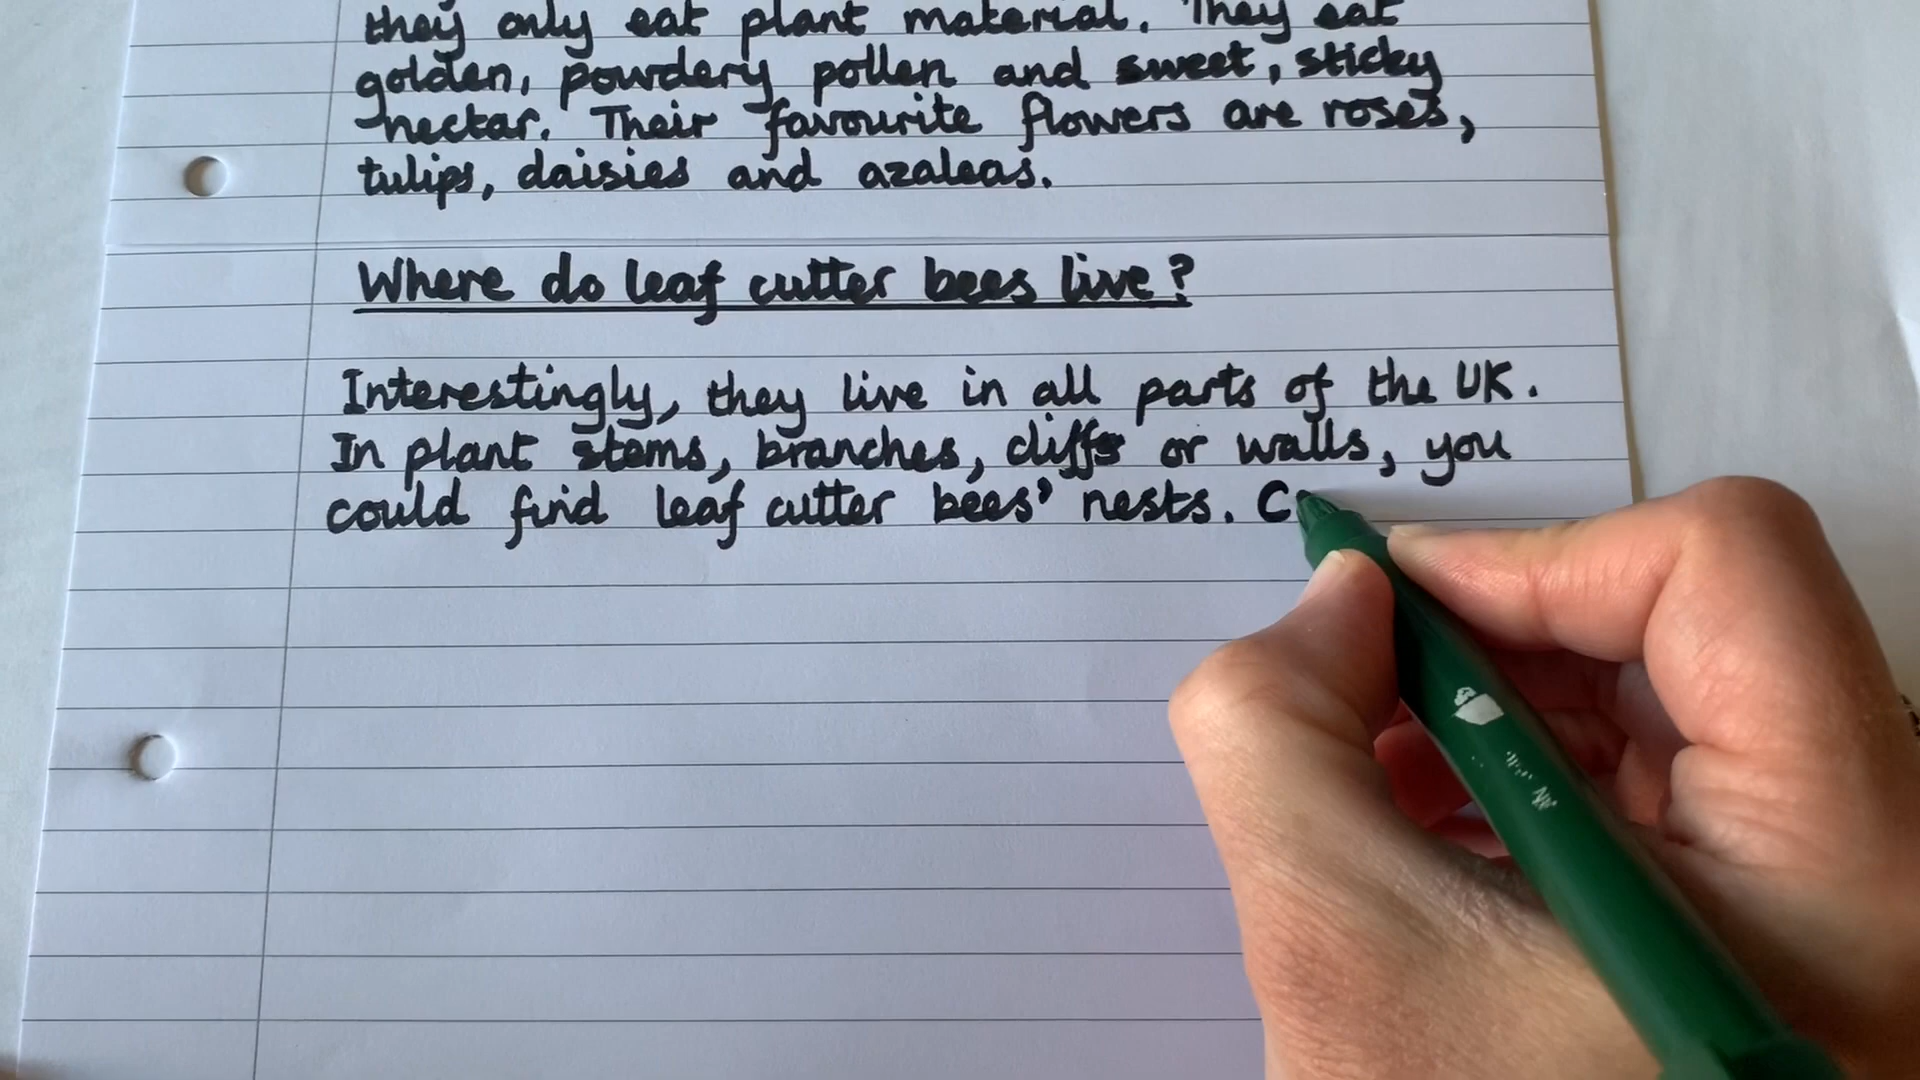 they only eat plant material. They eat
golden, powdery pollen and sweet, sticky
nectar. Their favourite flowers are roses,
tulips, daisies and azaleas.
Where do leaf cutter bees live?
Interestingly, they live in all parts of the UK.
In plant stems, branches, cliffs or walls, you
could find leaf cutter bees' nests. C